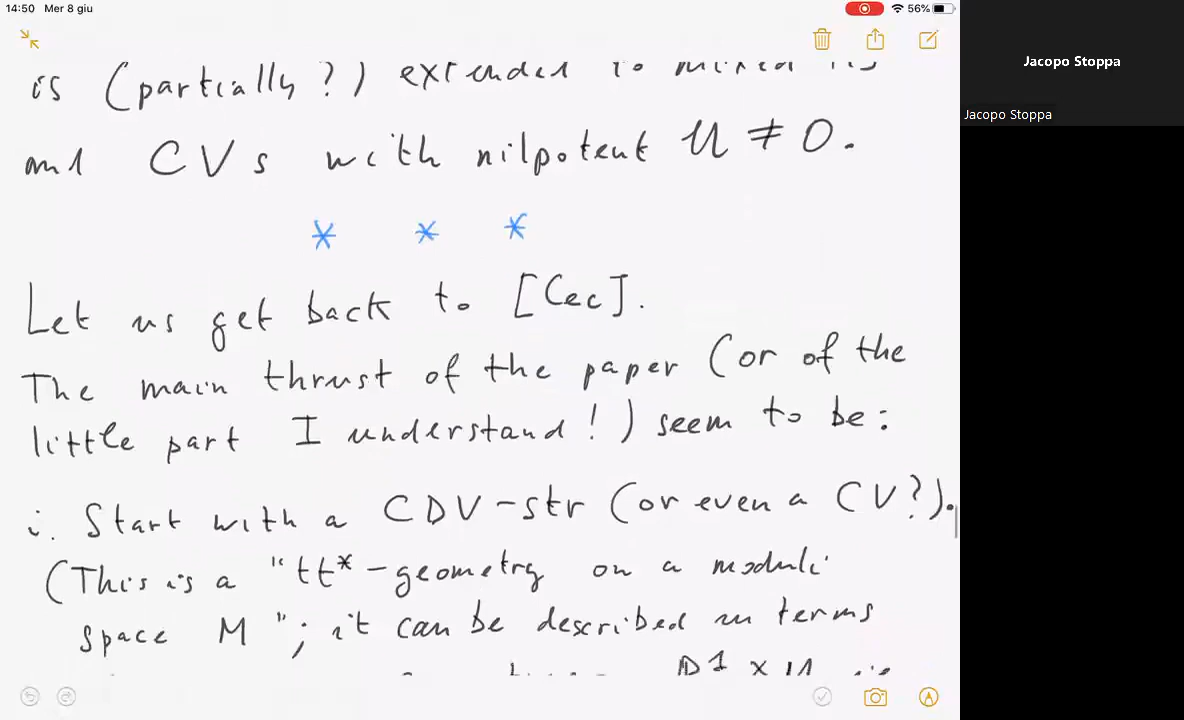 14:50 Mer 8 giu
56%
is (partially?) extended to mixed
and CVs with nilpotent U ≠ 0.
* * *
Let us get back to [Cec].
The main thrust of the paper (or of the
little part I understand!) seem to be:
i. Start with a CDV-str (or even a CV?).
(This is a "tt*-geometry on a moduli
space M"; it can be described in terms
Jacopo Stoppa
Jacopo Stoppa